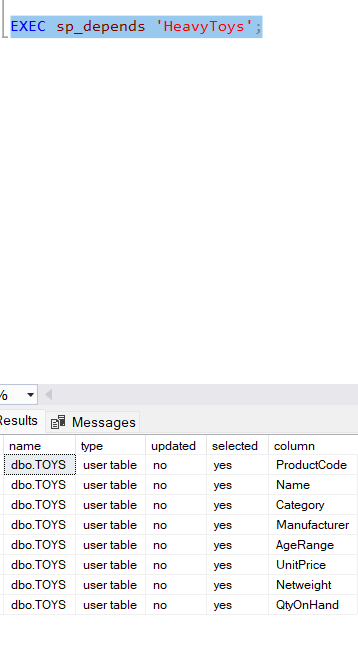 EXEC sp_depends 'HeavyToys';
%
Results Messages
name type updated selected column
dbo.TOYS user table no yes ProductCode
dbo.TOYS user table no yes Name
dbo.TOYS user table no yes Category
dbo.TOYS user table no yes Manufacturer
dbo.TOYS user table no yes AgeRange
dbo.TOYS user table no yes UnitPrice
dbo.TOYS user table no yes Netweight
dbo.TOYS user table no yes QtyOnHand